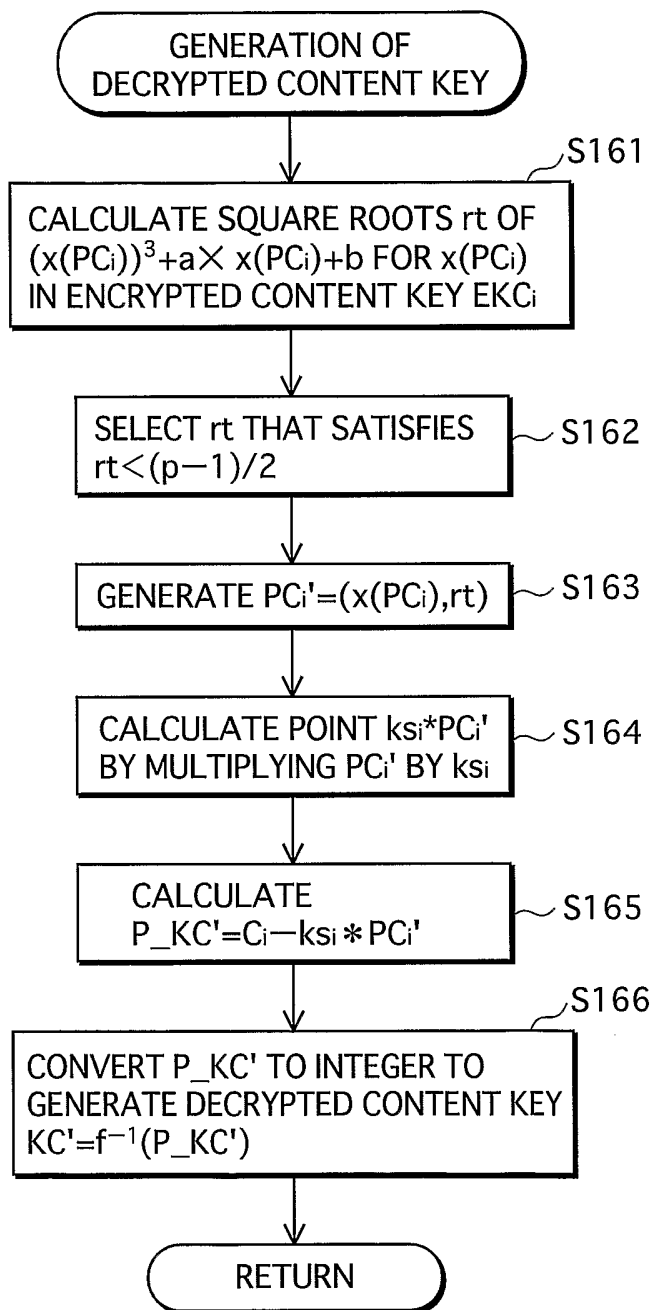 GENERATION OF
DECRYPTED CONTENT KEY
S161
CALCULATE SQUARE ROOTS rt OF
(x(PCi))³+a× x(PCi)+b FOR x(PCi)
IN ENCRYPTED CONTENT KEY EKCi
SELECT rt THAT SATISFIES
rt<(p−1)/2
S162
GENERATE PCi'=(x(PCi),rt)
S163
CALCULATE POINT ksi*PCi'
BY MULTIPLYING PCi' BY ksi
S164
CALCULATE
P_KC'=Ci−ksi*PCi'
S165
S166
CONVERT P_KC' TO INTEGER TO
GENERATE DECRYPTED CONTENT KEY
KC'=f⁻¹(P_KC')
RETURN